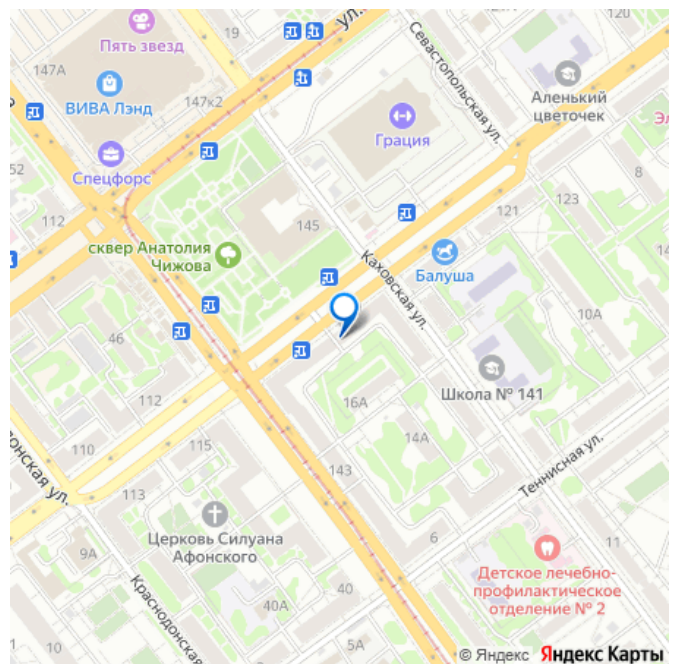 19
ул.
120
Пять звезд
147А
147к2
ВИВА Лэнд
Севастопольская ул.
Аленький
цветочек
Грация
Эл
Спецфорс
52
8
123
112
121
145
14
сквер Анатолия
Чижова
Каховская ул.
Балуша
10А
46
Школа № 141
16А
112
14А
Теннисная ул.
110
115
143
113
Церковь Силуана
Афонского
6
11
9А
Детское лечебно-
профилактическое
отделение № 2
40
Краснодонская
40А
10
5А
© Яндекс Яндекс Карты